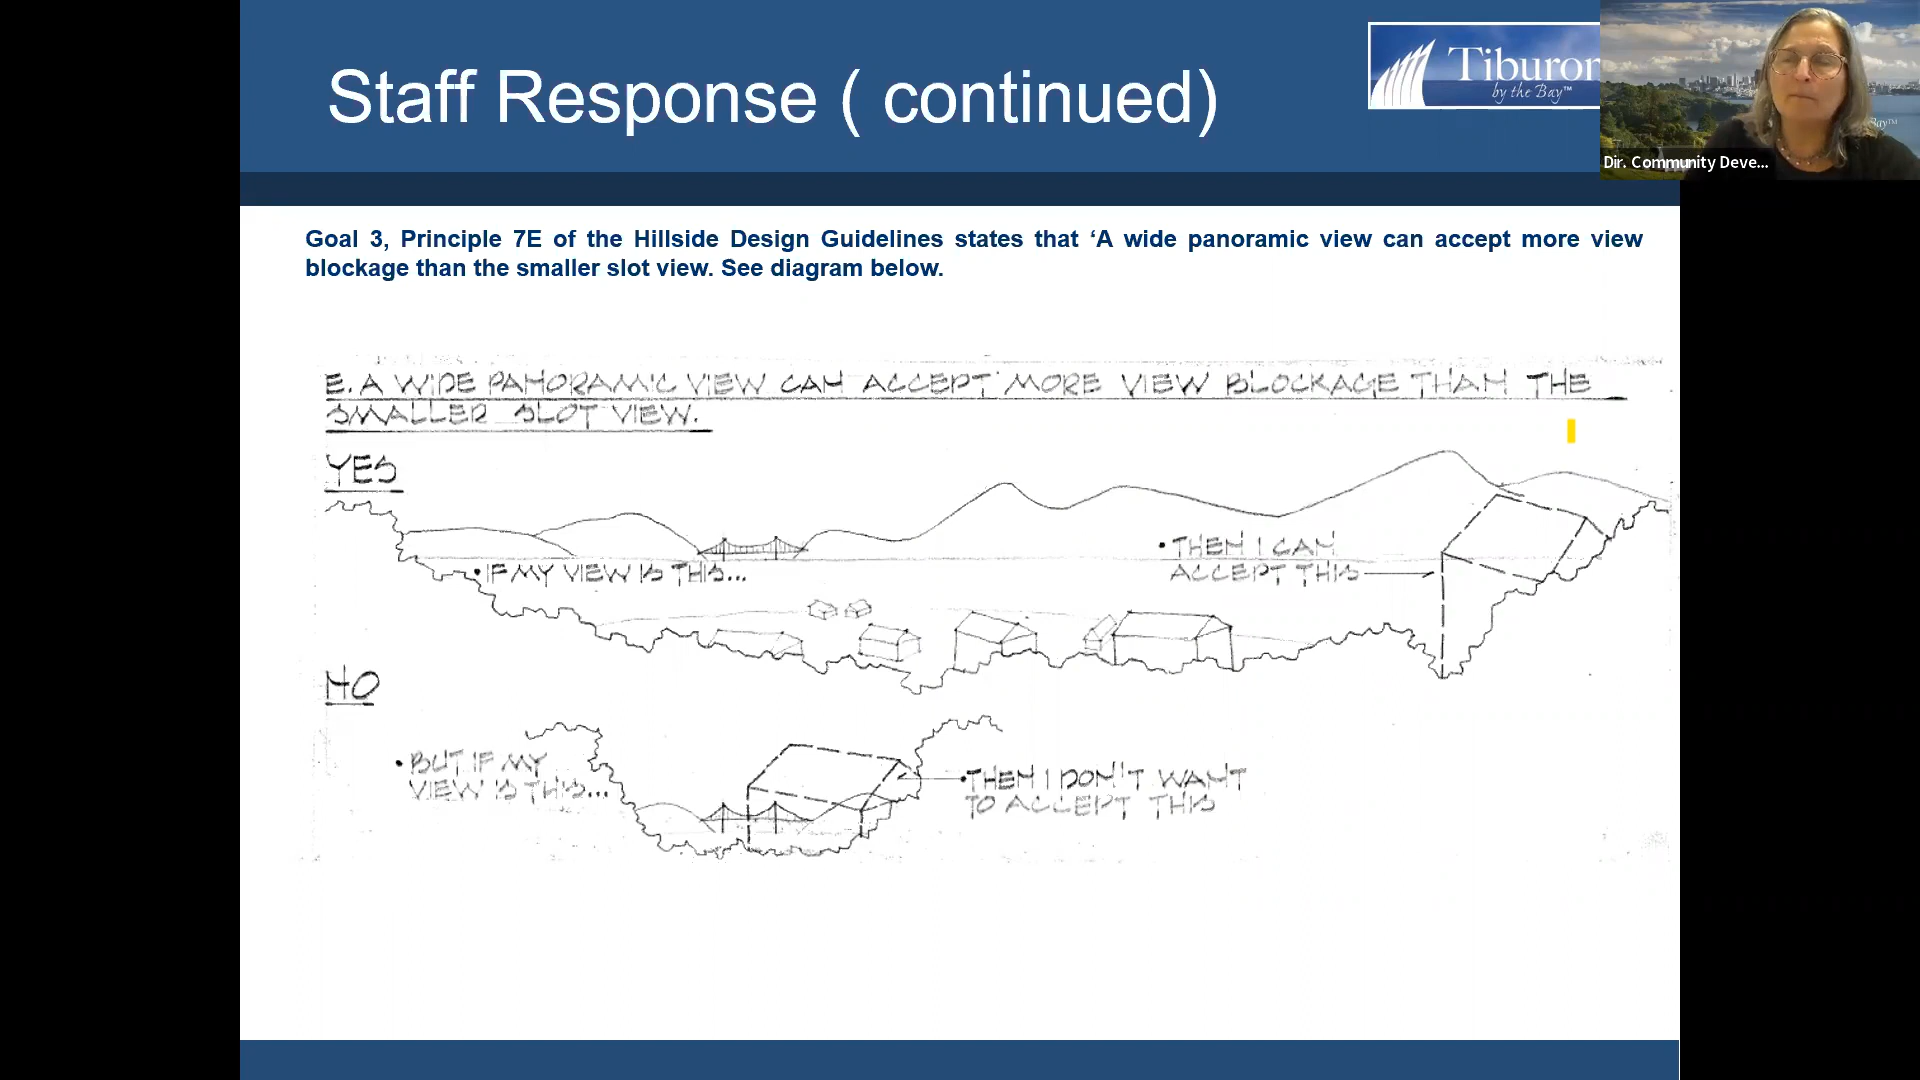 Staff Response ( continued)
Tiburon
by the Bay™
Bay™
Dir. Community Deve...
Goal 3, Principle 7E of the Hillside Design Guidelines states that ‘A wide panoramic view can accept more view
blockage than the smaller slot view. See diagram below.
E. A WIDE PANORAMIC VIEW CAN ACCEPT MORE VIEW BLOCKAGE THAN THE
SMALLER SLOT VIEW.
YES
• IF MY VIEW IS THIS...
• THEN I CAN
ACCEPT THIS
NO
• BUT IF MY
VIEW IS THIS...
• THEN I DON'T WANT
TO ACCEPT THIS